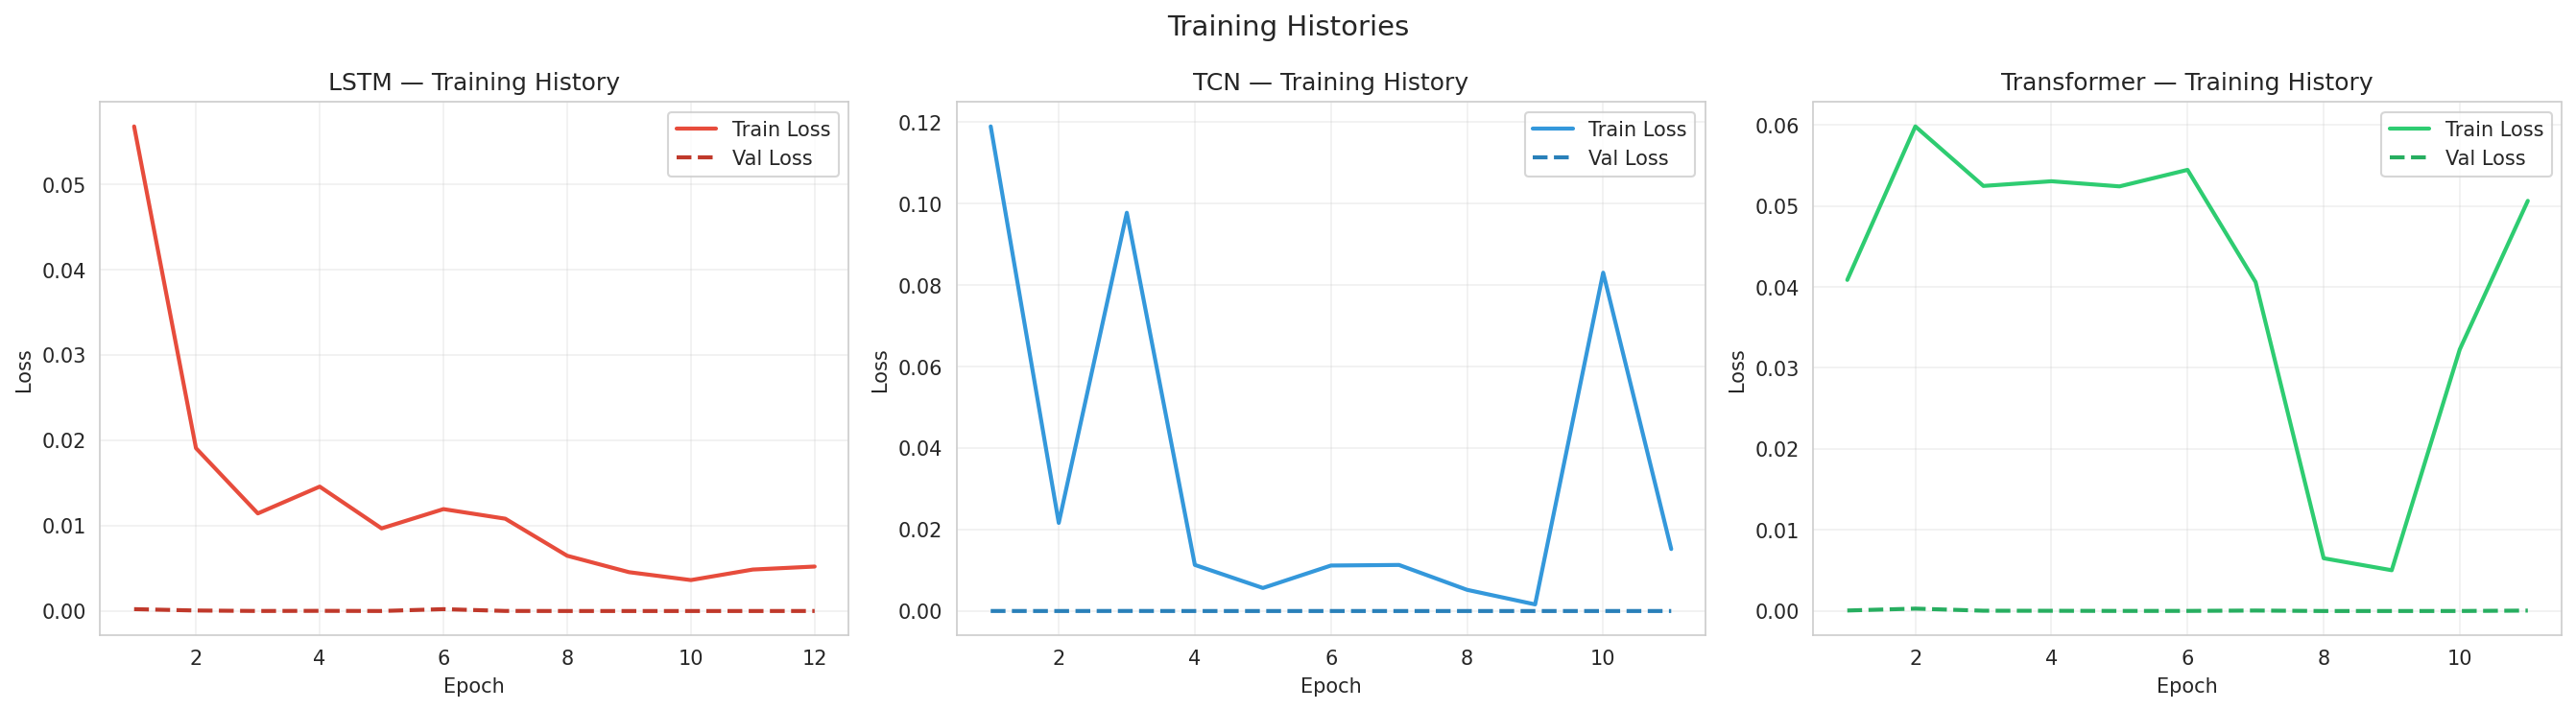 Training Histories
LSTM — Training History
Train Loss
Val Loss
0.05
0.04
0.03
0.02
0.01
0.00
Loss
2 4 6 8 10 12
Epoch
TCN — Training History
Train Loss
Val Loss
0.12
0.10
0.08
0.06
0.04
0.02
0.00
Loss
2 4 6 8 10
Epoch
Transformer — Training History
Train Loss
Val Loss
0.06
0.05
0.04
0.03
0.02
0.01
0.00
Loss
2 4 6 8 10
Epoch